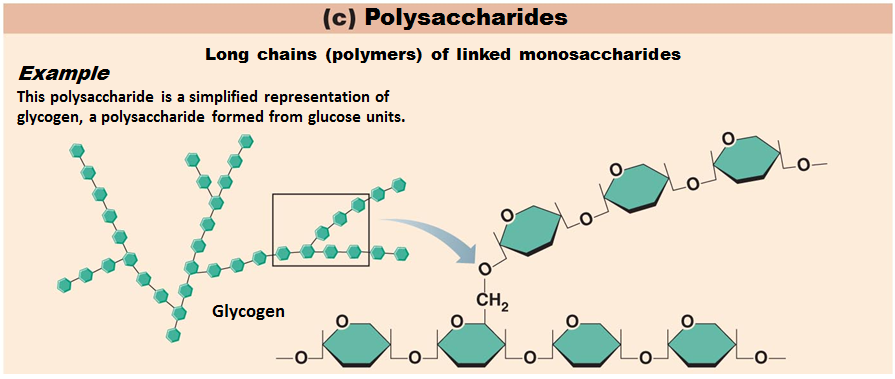 (c) Polysaccharides
Long chains (polymers) of linked monosaccharides
Example
This polysaccharide is a simplified representation of
glycogen, a polysaccharide formed from glucose units.
Glycogen
O
O
O
O
O
O
O
CH₂
O
O
O
O
O
O
O
O
O